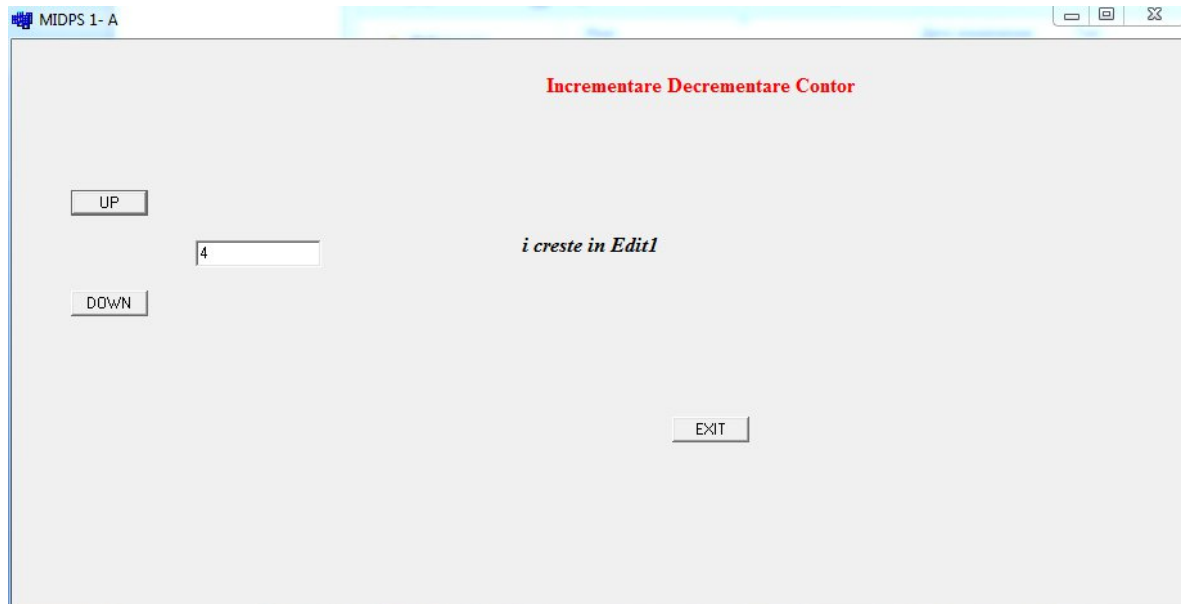 MIDPS 1- A
Incrementare Decrementare Contor
UP
4
i creste in Edit1
DOWN
EXIT